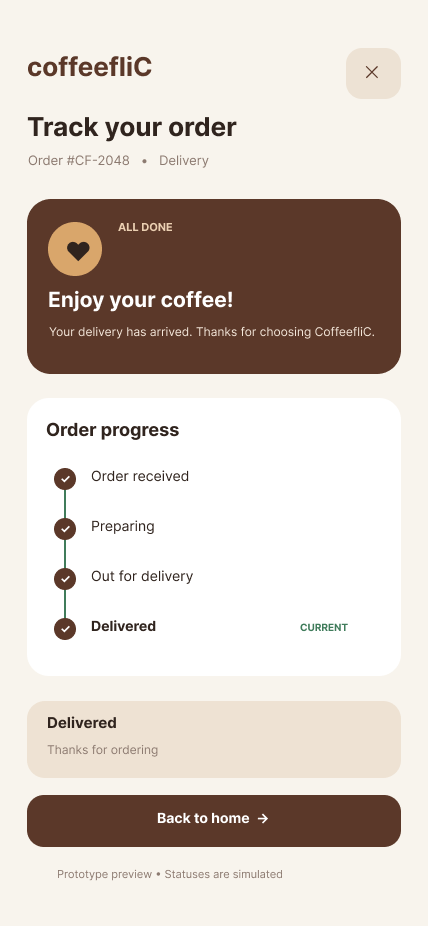 coffeefliC
Track your order
Order #CF-2048 • Delivery
ALL DONE
Enjoy your coffee!
Your delivery has arrived. Thanks for choosing CoffeefliC.
Order progress
Order received
Preparing
Out for delivery
Delivered CURRENT
Delivered
Thanks for ordering
Back to home →
Prototype preview • Statuses are simulated